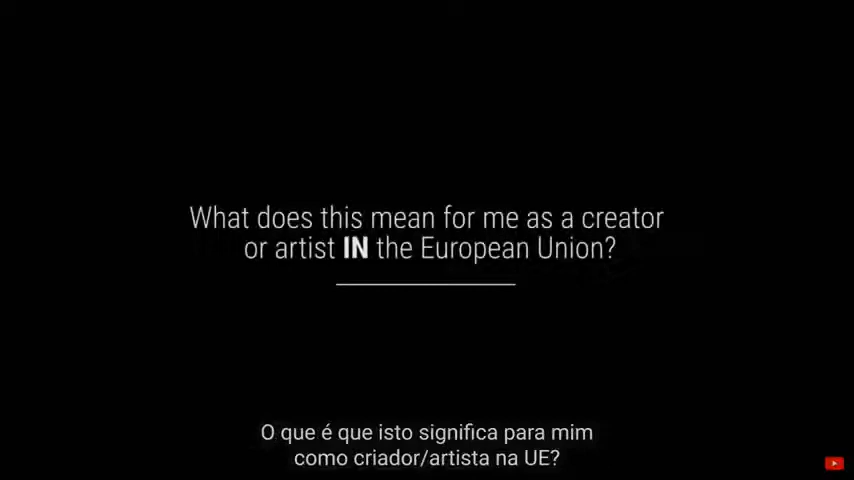 What does this mean for me as a creator
or artist IN the European Union?
O que é que isto significa para mim
como criador/artista na UE?